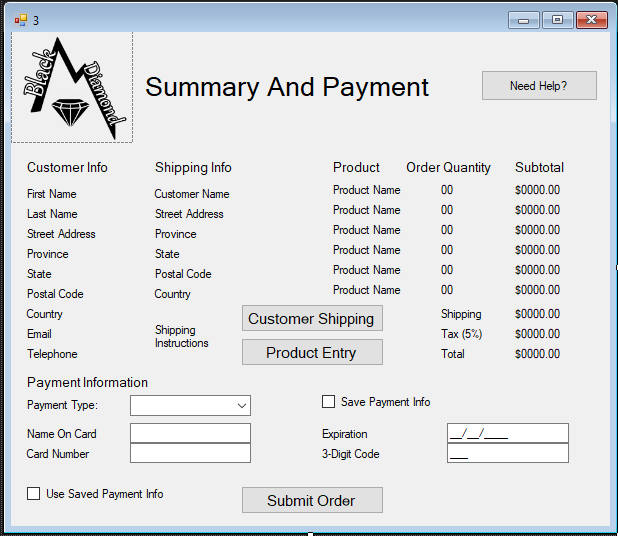 3
Black
Diamond
Summary And Payment
Need Help?
Customer Info
Shipping Info
Product
Order Quantity
Subtotal
First Name
Customer Name
Product Name
00
$0000.00
Last Name
Street Address
Product Name
00
$0000.00
Street Address
Province
Product Name
00
$0000.00
Province
State
Product Name
00
$0000.00
State
Postal Code
Product Name
00
$0000.00
Postal Code
Country
Product Name
00
$0000.00
Country
Customer Shipping
Shipping
$0000.00
Email
Shipping
Instructions
Tax (5%)
$0000.00
Telephone
Product Entry
Total
$0000.00
Payment Information
Payment Type:
Save Payment Info
Name On Card
Expiration
__/__/____
Card Number
3-Digit Code
___
Use Saved Payment Info
Submit Order